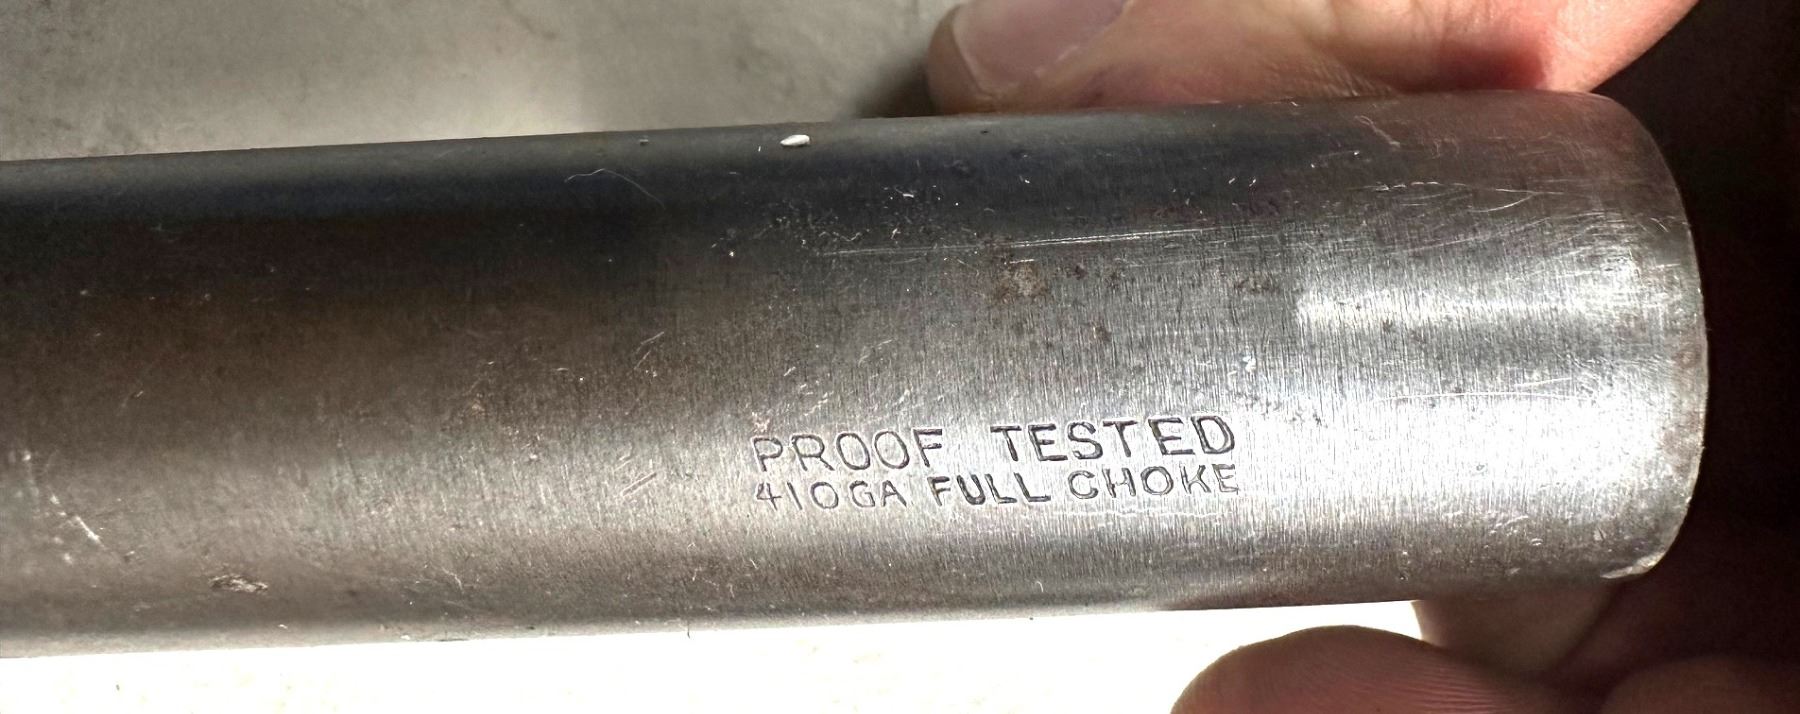 PROOF TESTED
410GA FULL CHOKE